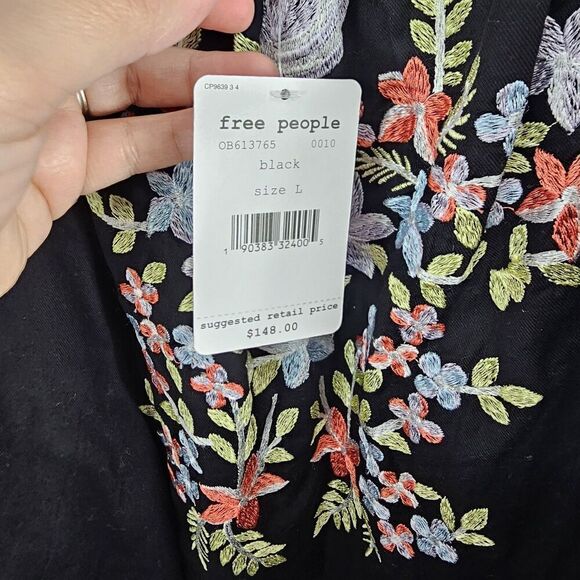 CP9639 3 4
free people
OB613765 0010
black
size L
1 90383 32400 5
suggested retail price
$148.00